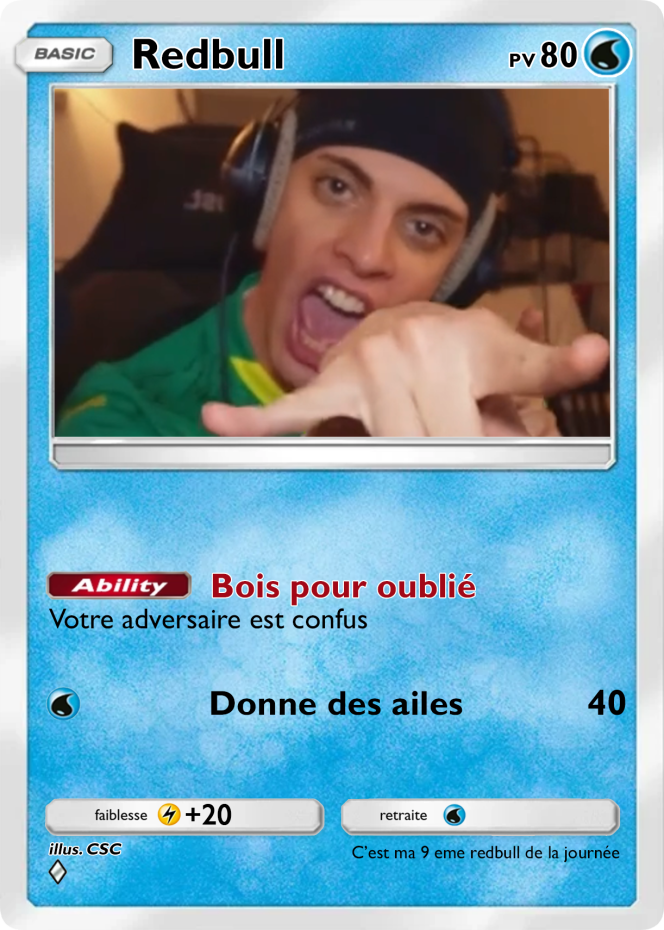 BASIC
Redbull
PV 80
Ability Bois pour oublié
Votre adversaire est confus
Donne des ailes 40
faiblesse +20
retraite
illus. CSC
C'est ma 9 eme redbull de la journée